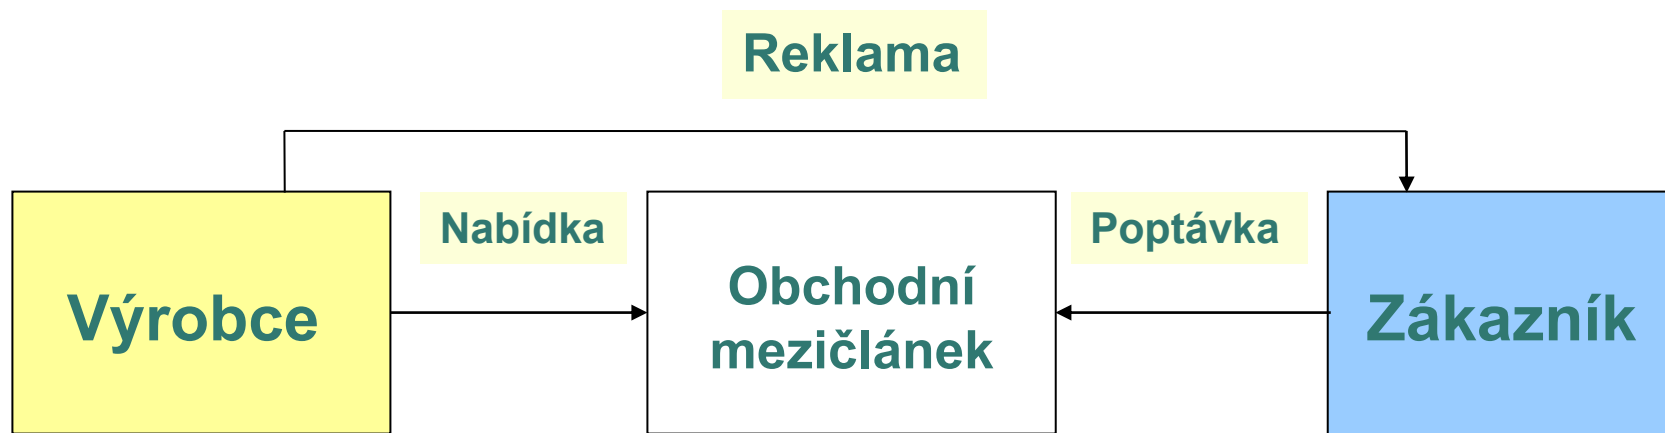 Reklama
Nabídka
Poptávka
Výrobce
Obchodní
mezičlánek
Zákazník